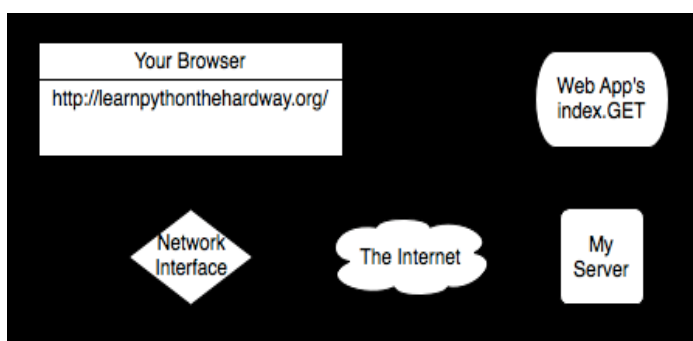 Your Browser
http://learnpythonthehardway.org/
Web App's
index.GET
Network
Interface
The Internet
My
Server